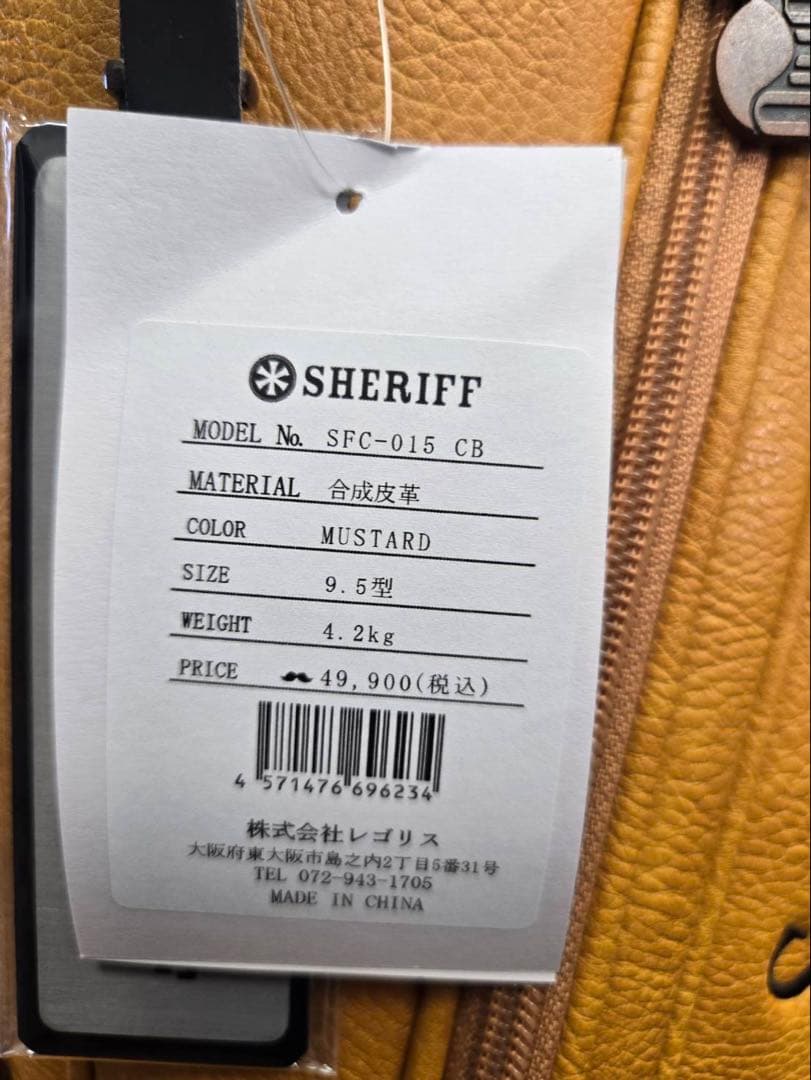 SHERIFF
MODEL No. SFC-015 CB
MATERIAL 合成皮革
COLOR MUSTARD
SIZE 9.5型
WEIGHT 4.2kg
PRICE 49,900(税込)
4 571476 696234
株式会社レゴリス
大阪府東大阪市島之内2丁目5番31号
TEL 072-943-1705
MADE IN CHINA